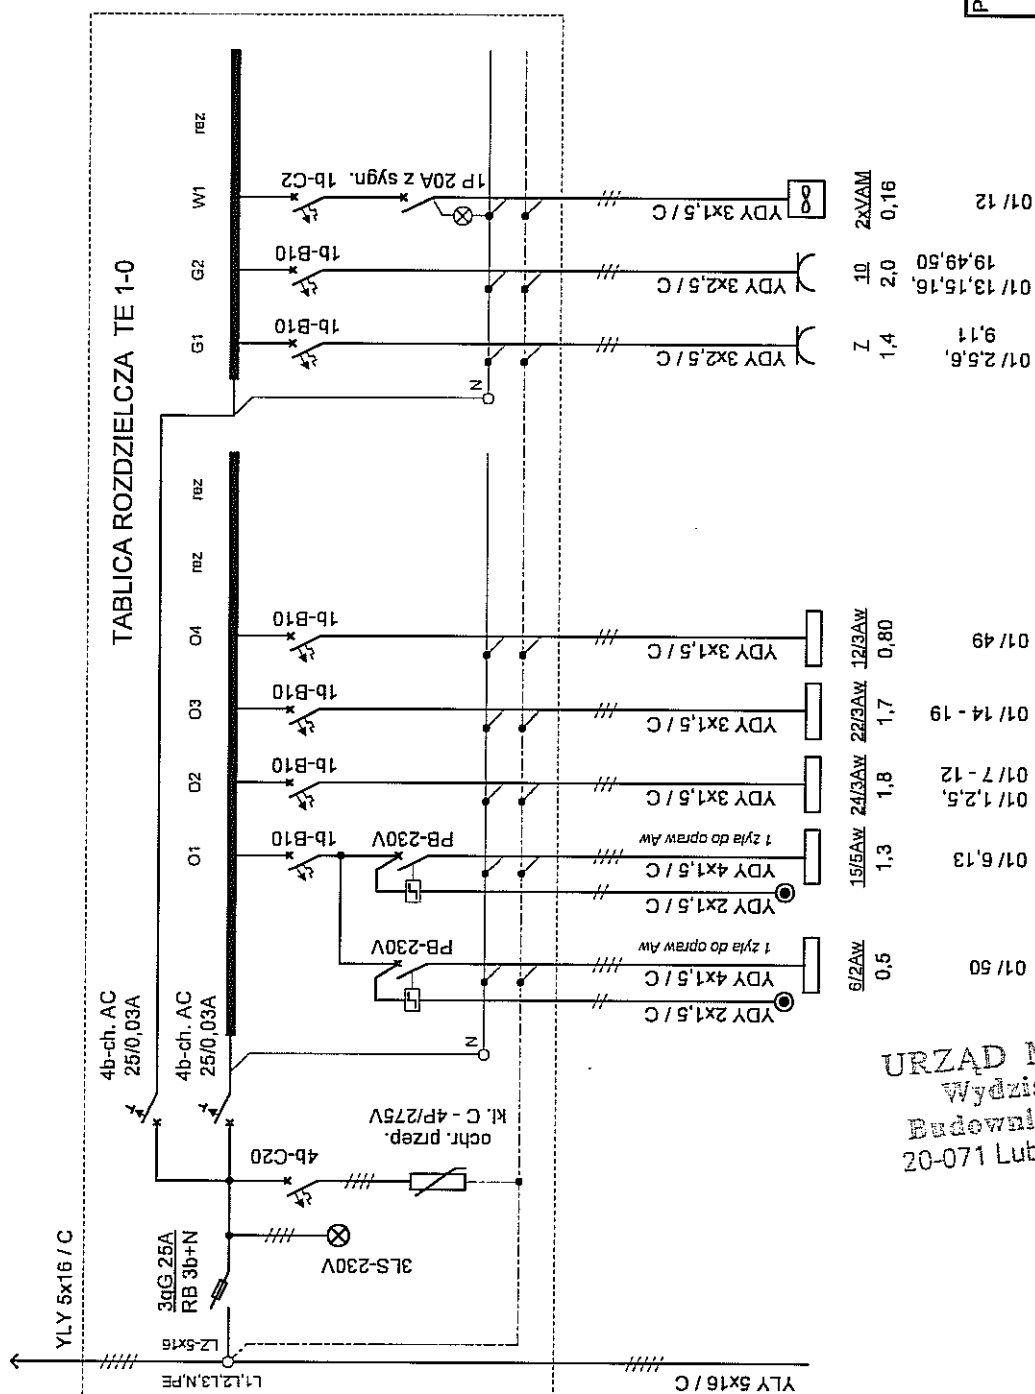 P
TABLICA ROZDZIELCZA TE 1-0
YLY 5x16 / C
L1,L2,L3,N,PE
LZ-5x16
YLY 5x16 / C
3gG 25A
RB 3b+N
3LS-230V
4b-C20
ochr. przep.
kl. C - 4P/275V
4b-ch. AC
25/0,03A
4b-ch. AC
25/0,03A
N
N
O1
O2
O3
O4
rez
rez
G1
G2
W1
rez
1b-B10
1b-B10
1b-B10
1b-B10
1b-B10
1b-B10
1b-C2
1P 20A z sygn.
PB-230V
PB-230V
YDY 2x1,5 / C
YDY 4x1,5 / C
1 żyła do opraw Aw
YDY 2x1,5 / C
YDY 4x1,5 / C
1 żyła do opraw Aw
YDY 3x1,5 / C
YDY 3x1,5 / C
YDY 3x1,5 / C
YDY 3x2,5 / C
YDY 3x2,5 / C
YDY 3x1,5 / C
6/2Aw
0,5
15/5Aw
1,3
24/3Aw
1,8
22/3Aw
1,7
12/3Aw
0,80
7
1,4
10
2,0
2xVAM
0,16
01/ 50
01/ 6,13
01/ 1,2,5,
01/ 7 - 12
01/ 14 - 19
01/ 49
01/ 2,5,6,
9,11
01/ 13,15,16,
19,49,50
01/ 12
URZĄD
Wydzi
Budowni
20-071 Lub